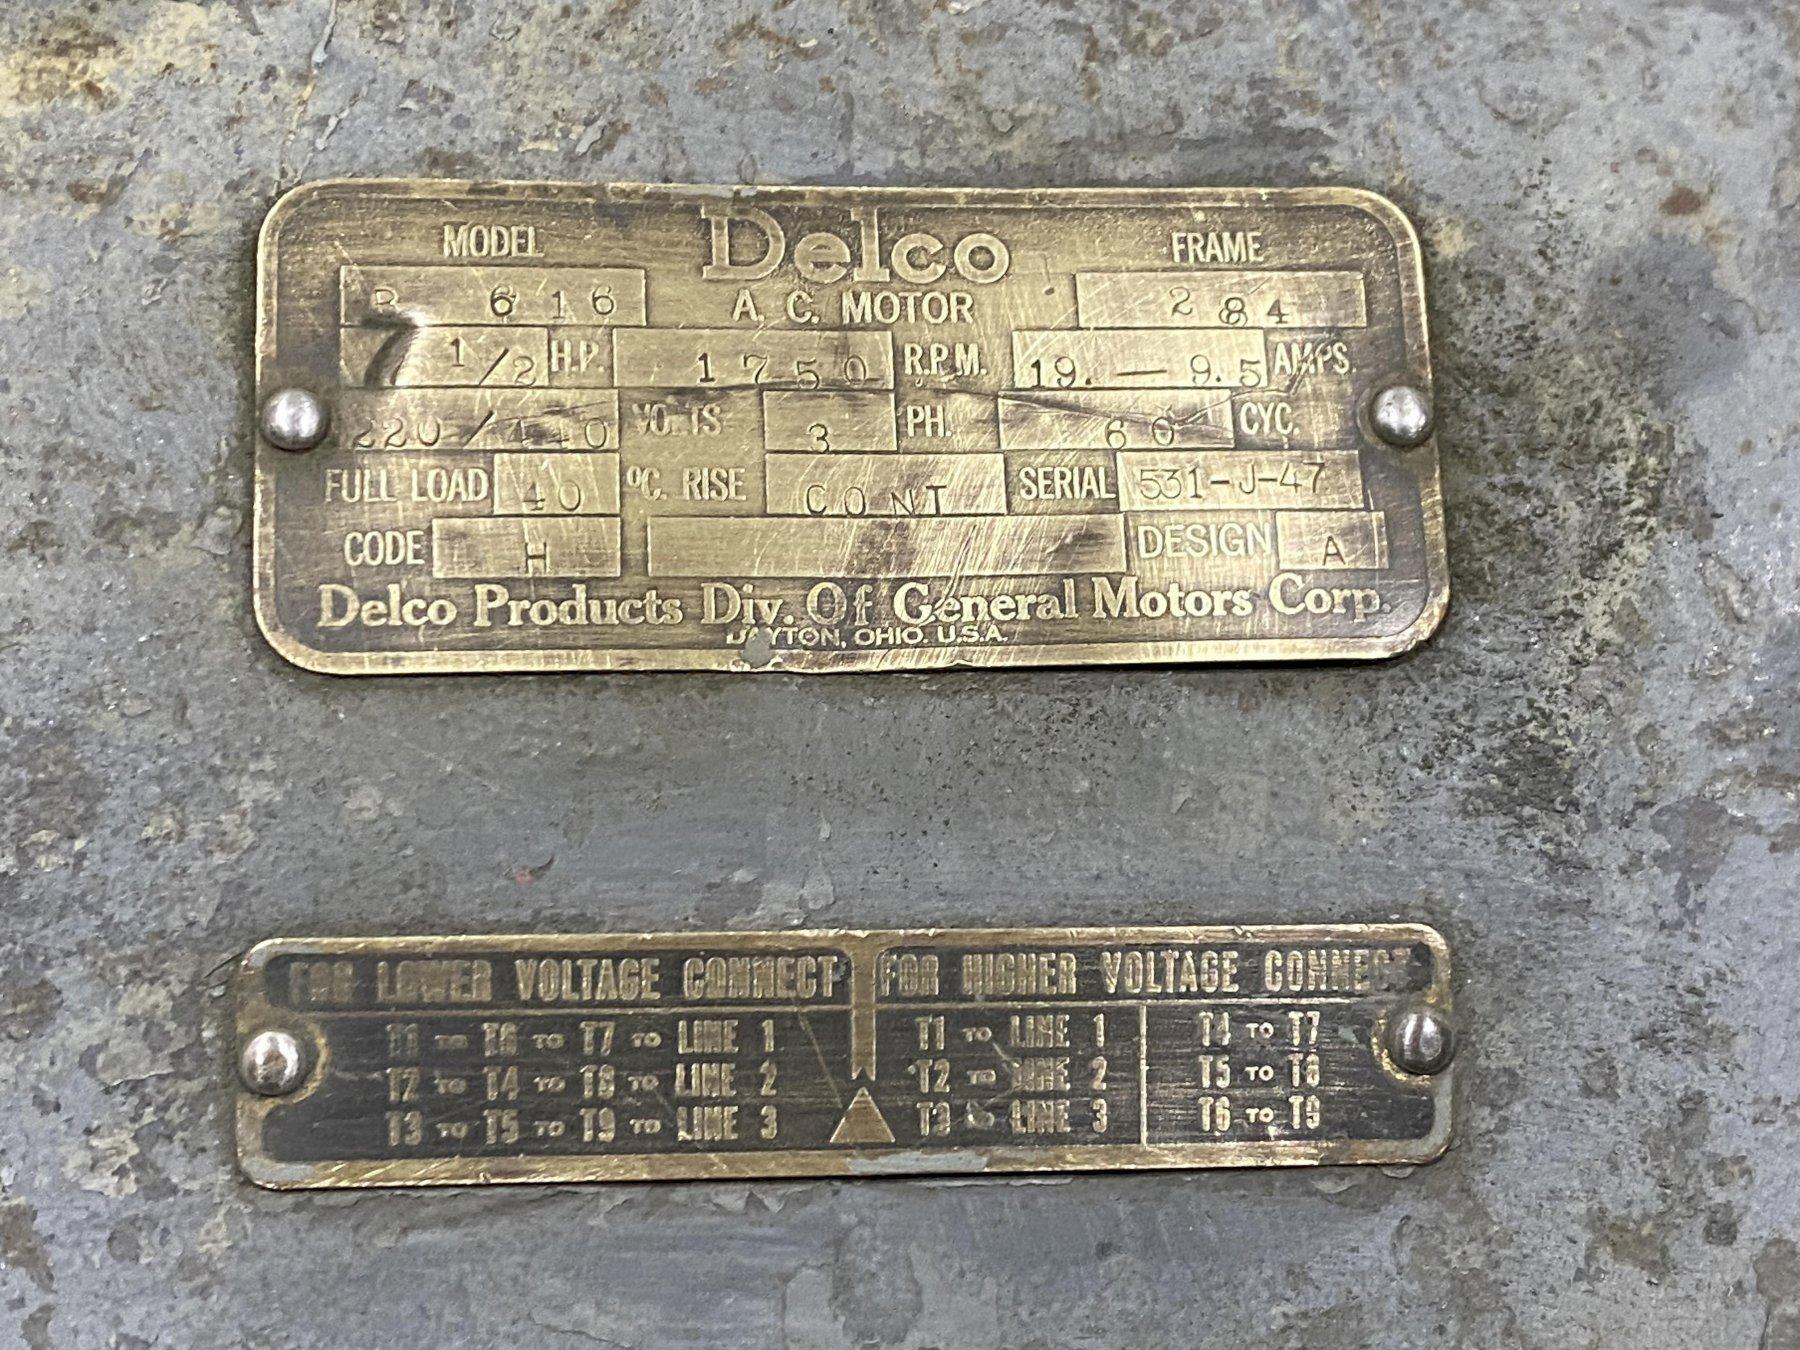 Delco
MODEL FRAME
B 616 A. C. MOTOR 284
7 1/2 H.P. 1750 R.P.M. 19. - 9.5 AMPS.
220/440 VOLTS 3 PH. 60 CYC.
FULL LOAD 40 °C. RISE CONT SERIAL 531-J-47
CODE H DESIGN A
Delco Products Div. Of General Motors Corp.
DAYTON, OHIO. U.S.A.
FOR LOWER VOLTAGE CONNECT
T1 TO T6 TO T7 TO LINE 1
T2 TO T4 TO T8 TO LINE 2
T3 TO T5 TO T9 TO LINE 3
FOR HIGHER VOLTAGE CONNECT
T1 TO LINE 1 T4 TO T7
T2 TO LINE 2 T5 TO T8
T3 LINE 3 T6 TO T9